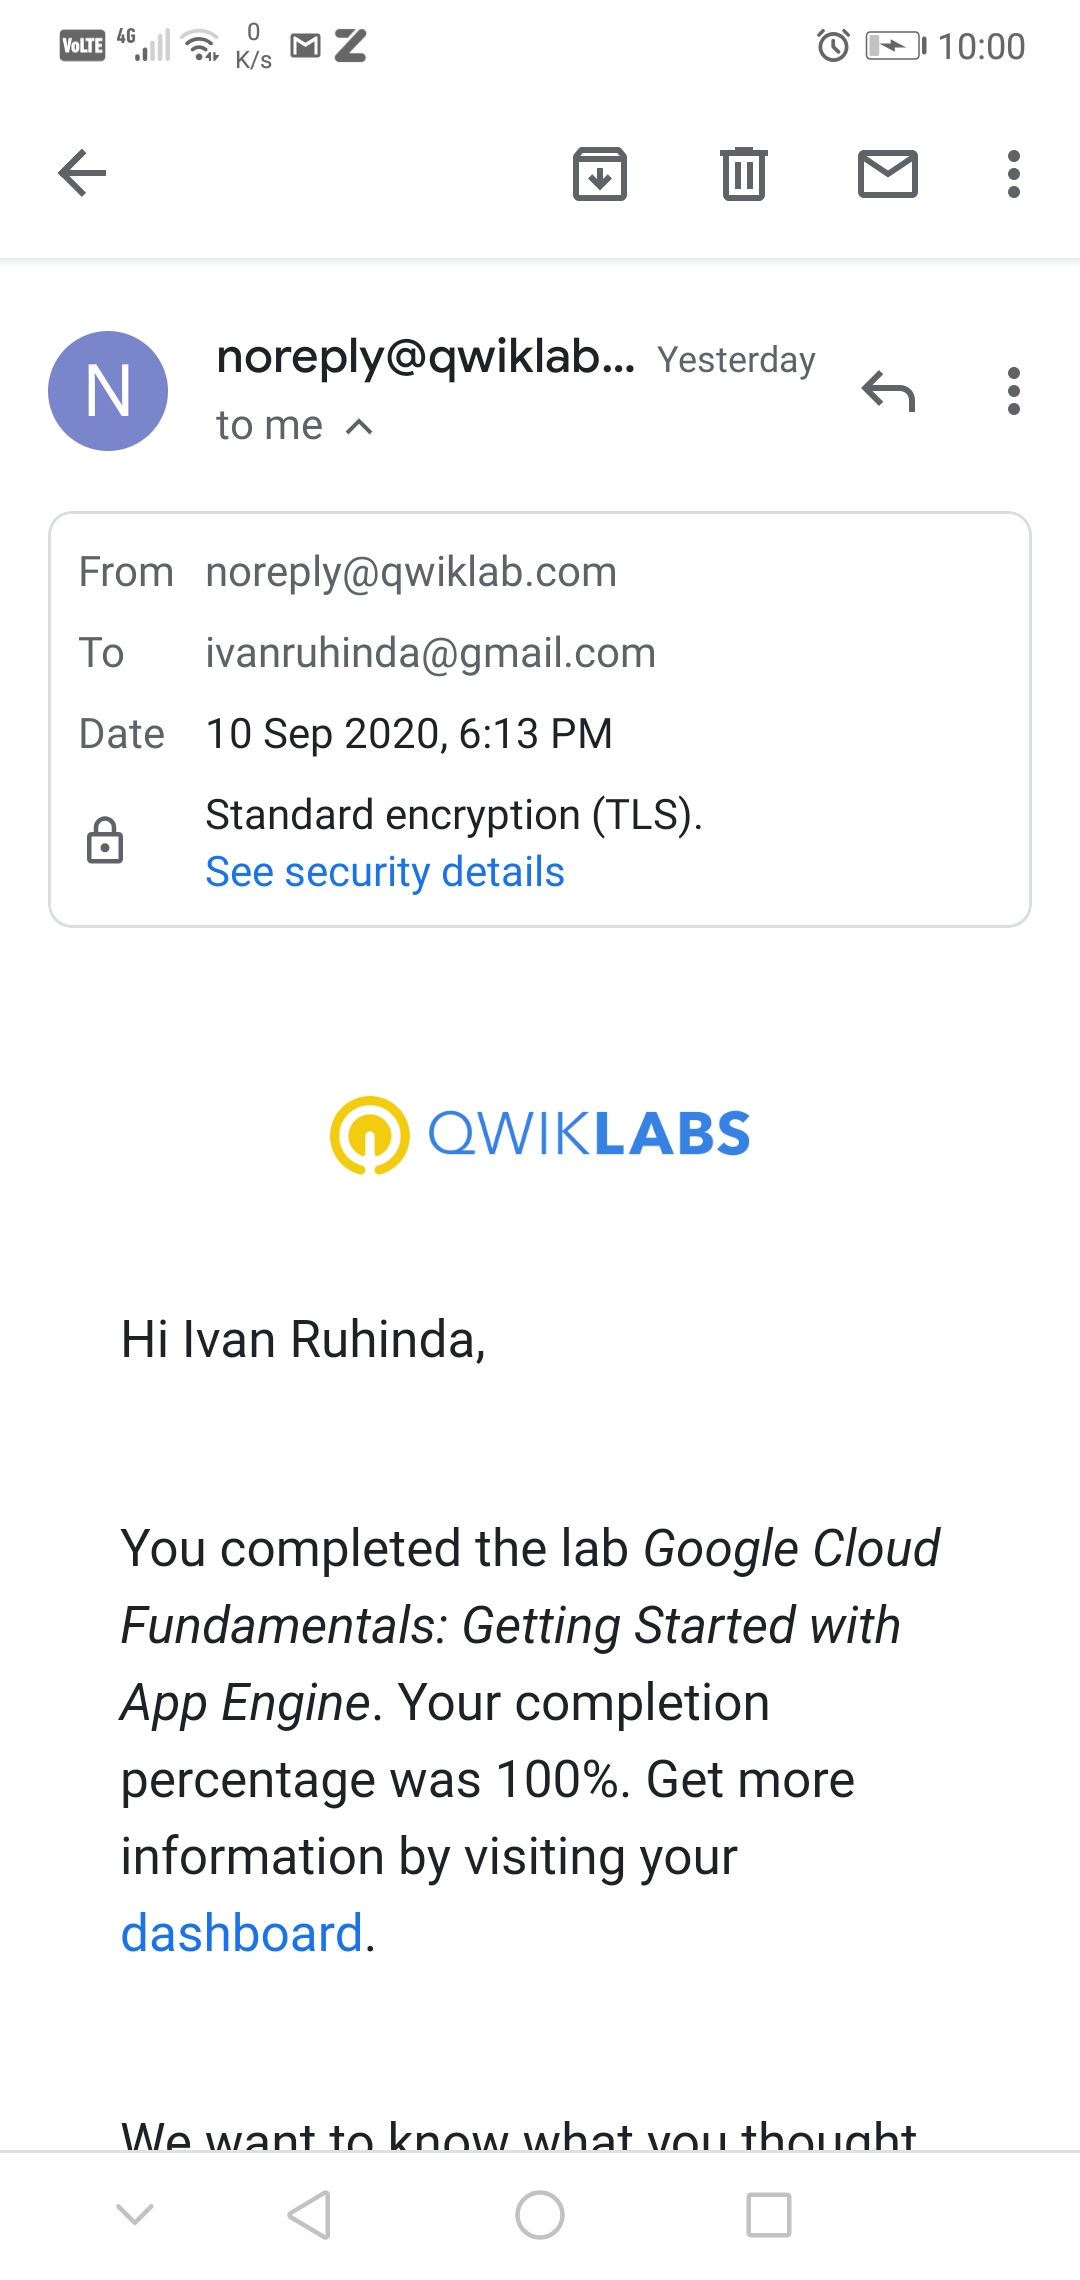 VoLTE 4G 0 K/s 10:00
N
noreply@qwiklab... Yesterday
to me
From noreply@qwiklab.com
To ivanruhinda@gmail.com
Date 10 Sep 2020, 6:13 PM
Standard encryption (TLS).
See security details
QWIKLABS
Hi Ivan Ruhinda,
You completed the lab Google Cloud
Fundamentals: Getting Started with
App Engine. Your completion
percentage was 100%. Get more
information by visiting your
dashboard.
We want to know what you thought